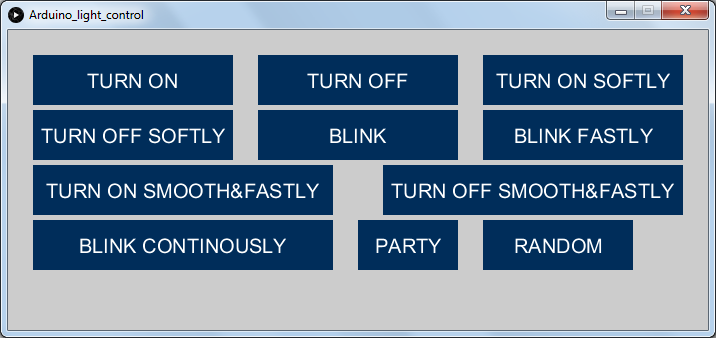 Arduino_light_control
TURN ON TURN OFF TURN ON SOFTLY
TURN OFF SOFTLY BLINK BLINK FASTLY
TURN ON SMOOTH&FASTLY TURN OFF SMOOTH&FASTLY
BLINK CONTINOUSLY PARTY RANDOM